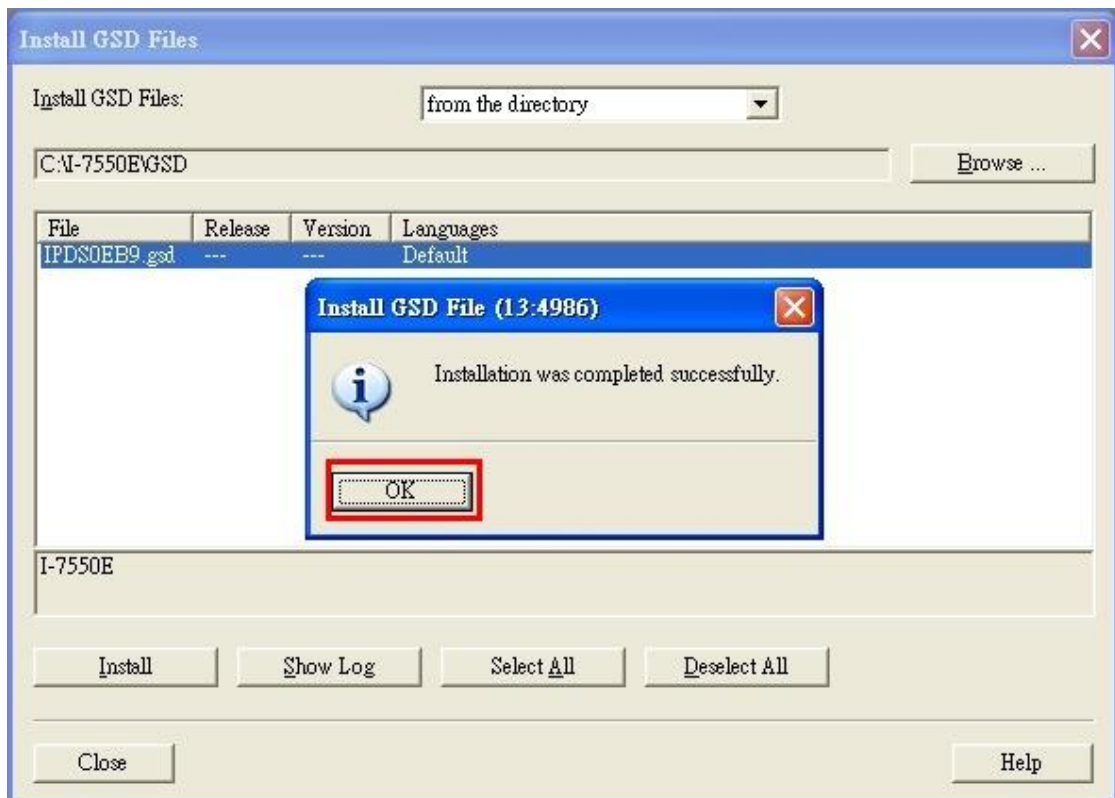 Install GSD Files
Install GSD Files: from the directory
C:\I-7550E\GSD Browse ...
File Release Version Languages
IPDS0EB9.gsd --- --- Default
Install GSD File (13:4986)
Installation was completed successfully.
OK
I-7550E
Install Show Log Select All Deselect All
Close Help